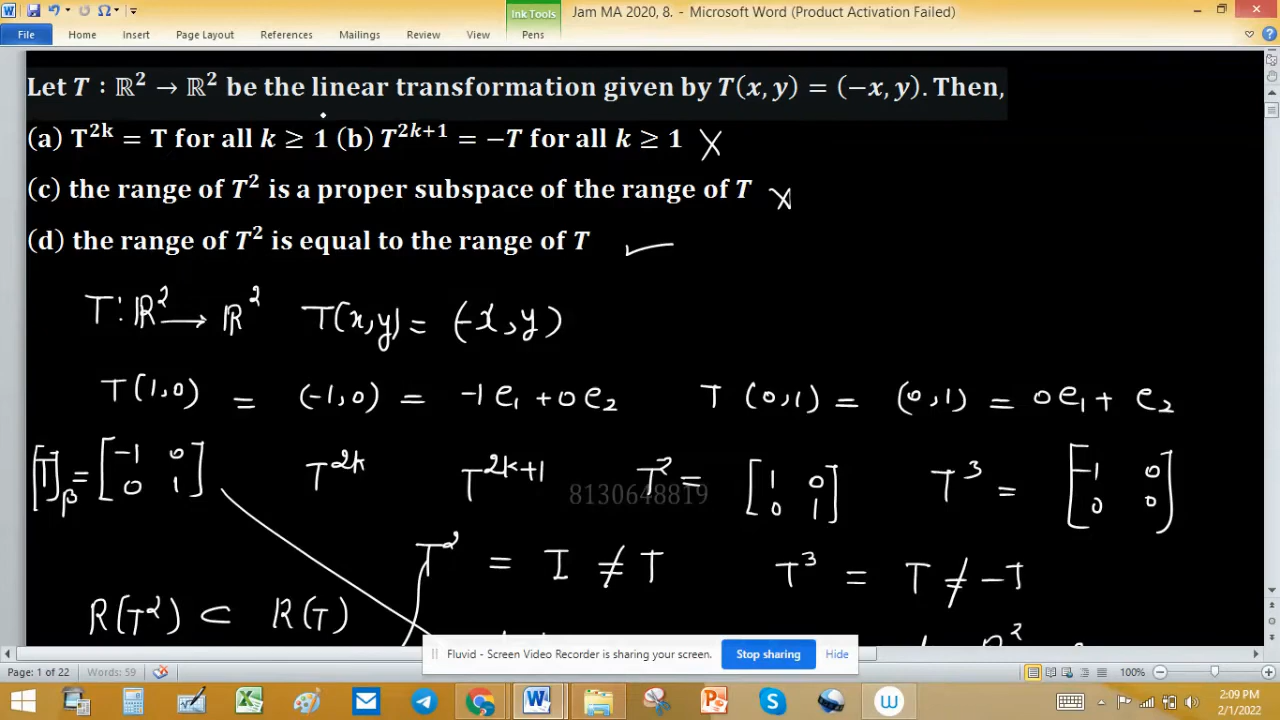 Ink Tools
Jam MA 2020, 8. - Microsoft Word (Product Activation Failed)
File Home Insert Page Layout References Mailings Review View Pens
Let T : ℝ² → ℝ² be the linear transformation given by T(x, y) = (−x, y). Then,
(a) T²ᵏ = T for all k ≥ 1 (b) T²ᵏ⁺¹ = −T for all k ≥ 1 X
(c) the range of T² is a proper subspace of the range of T X
(d) the range of T² is equal to the range of T ✓
T: ℝ² → ℝ² T(x,y) = (-x, y)
T(1,0) = (-1,0) = -1e₁ + 0e₂ T(0,1) = (0,1) = 0e₁ + e₂
[T]β = [-1 0; 0 1] T²ᵏ T²ᵏ⁺¹ T² = [1 0; 0 1] T³ = [-1 0; 0 0]
8130648819
T² = I ≠ T T³ = T ≠ -T
R(T²) ⊂ R(T)
Fluvid - Screen Video Recorder is sharing your screen. Stop sharing Hide
Page: 1 of 22 Words: 59 100%
2:09 PM
2/1/2022